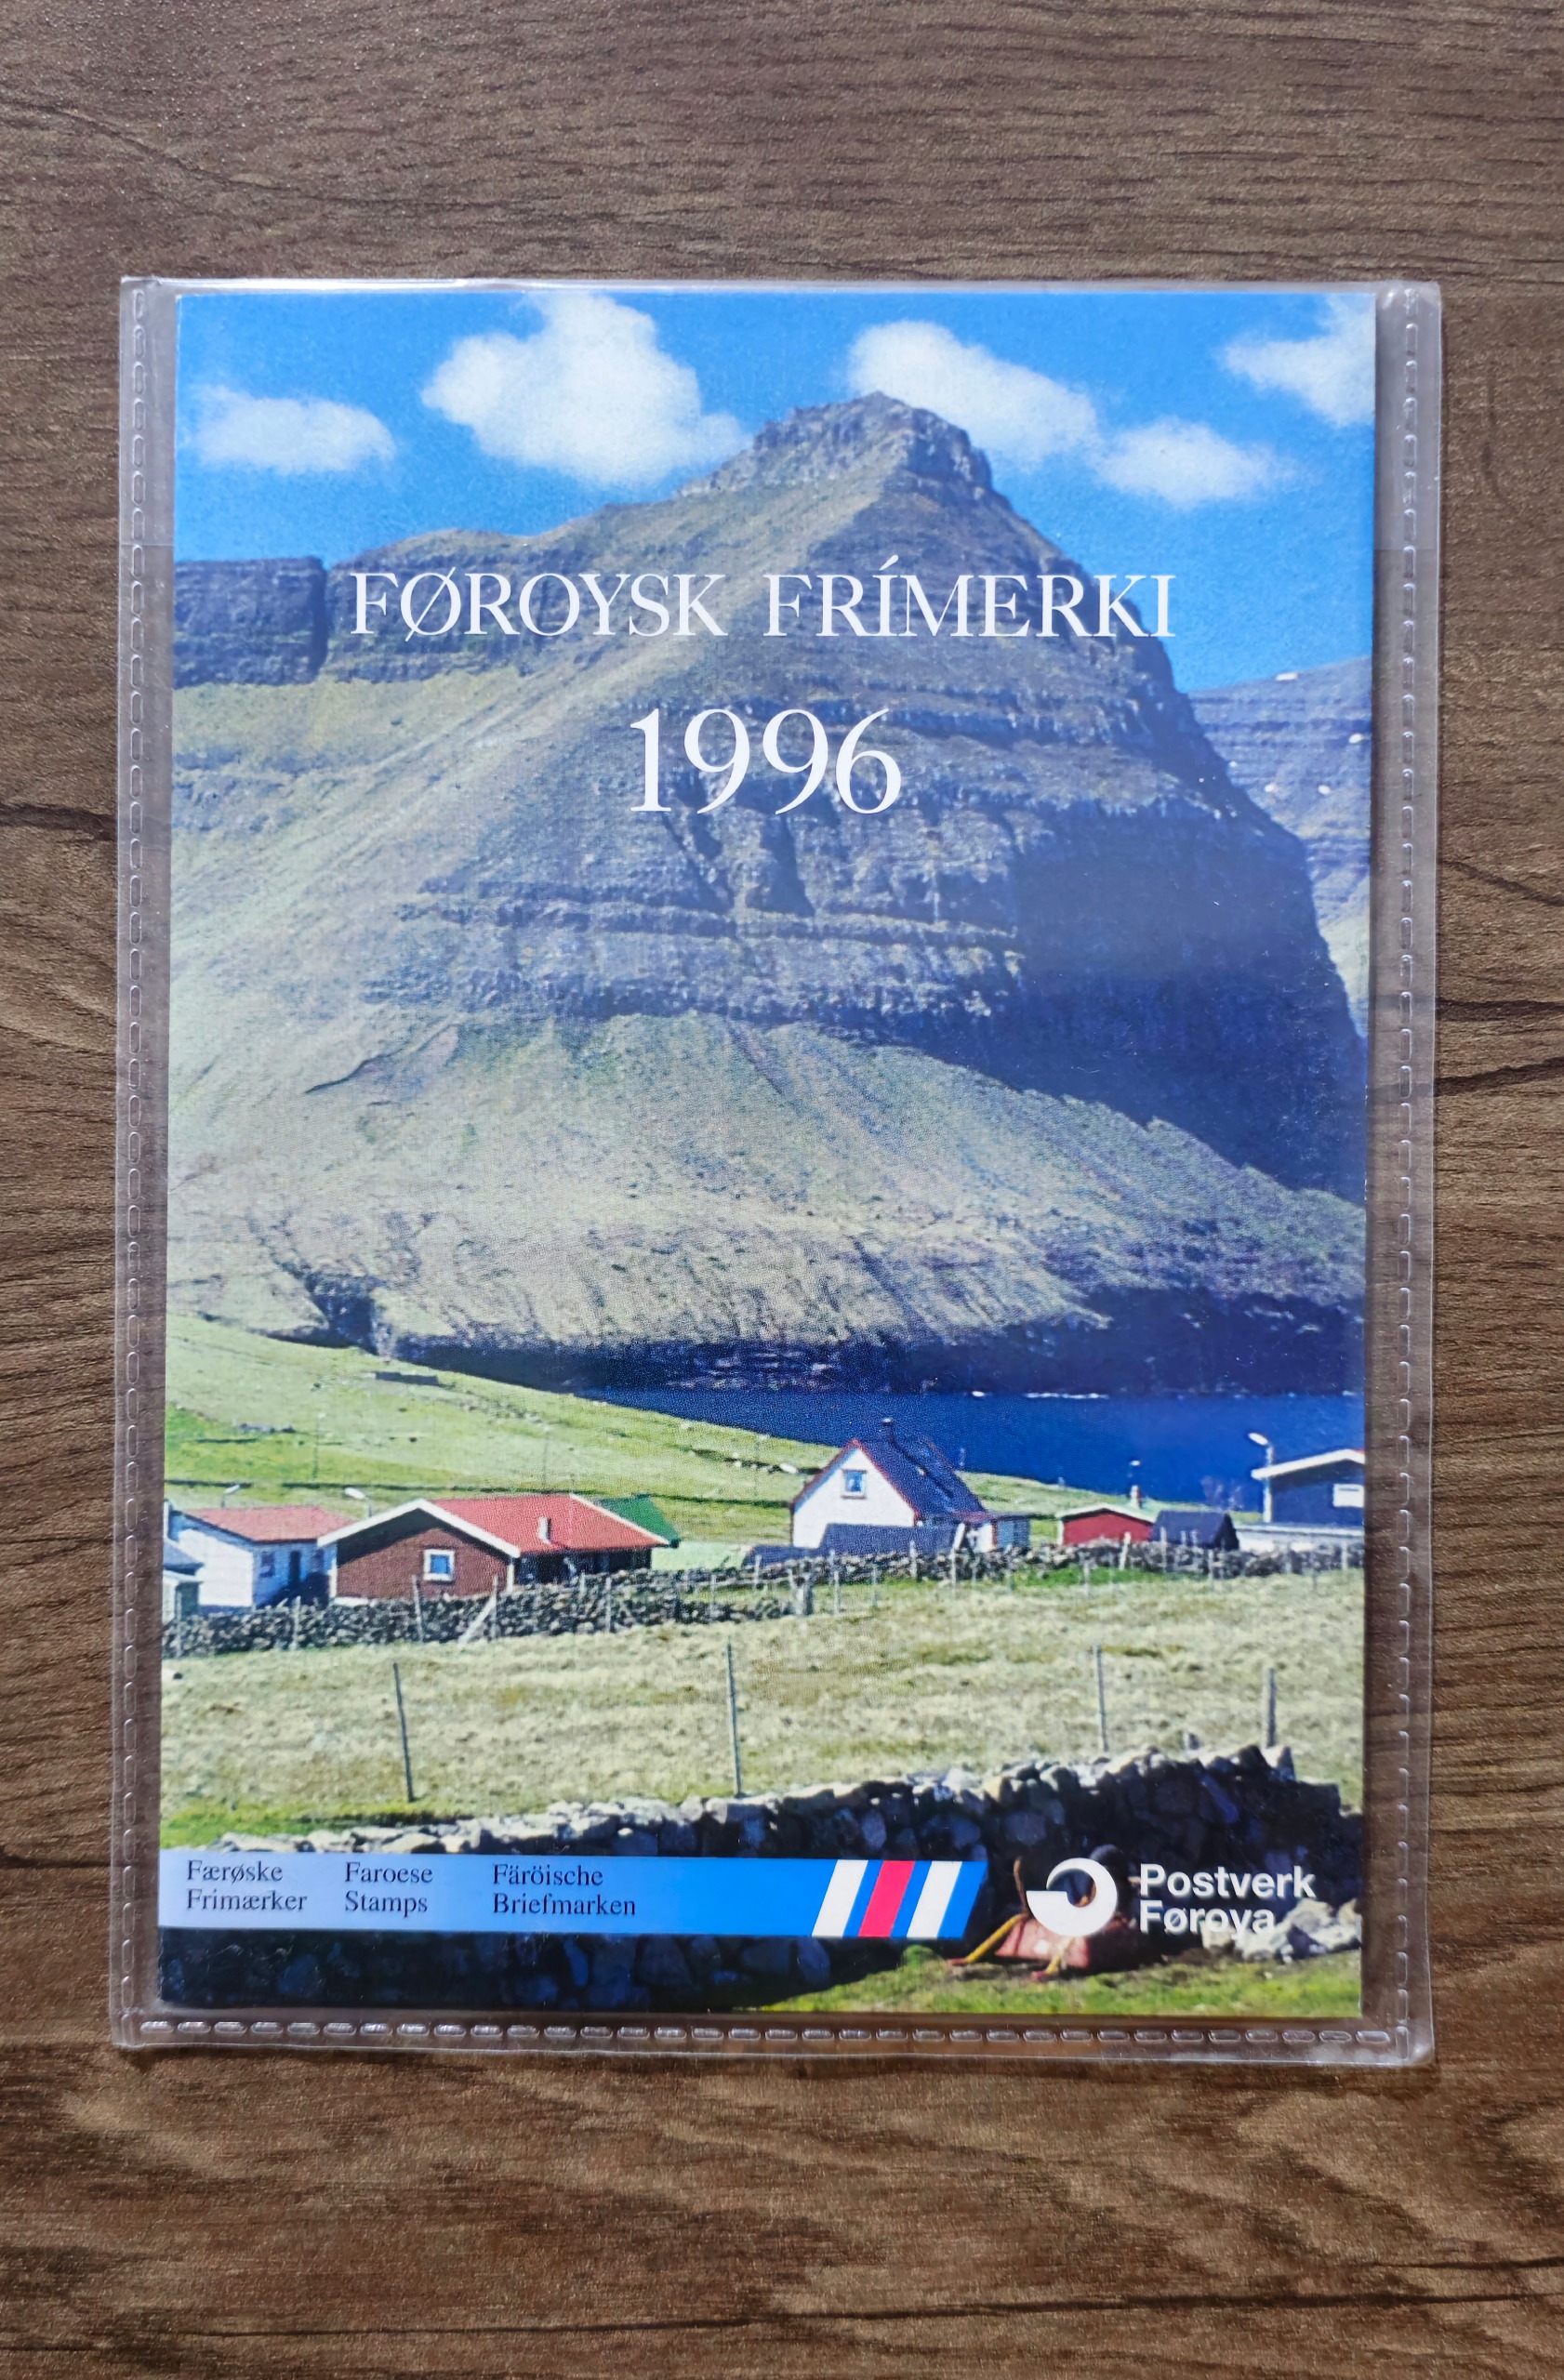 FØROYSK FRÍMERKI
1996
Færøske
Frimærker
Faroese
Stamps
Färöische
Briefmarken
Postverk
Føroya